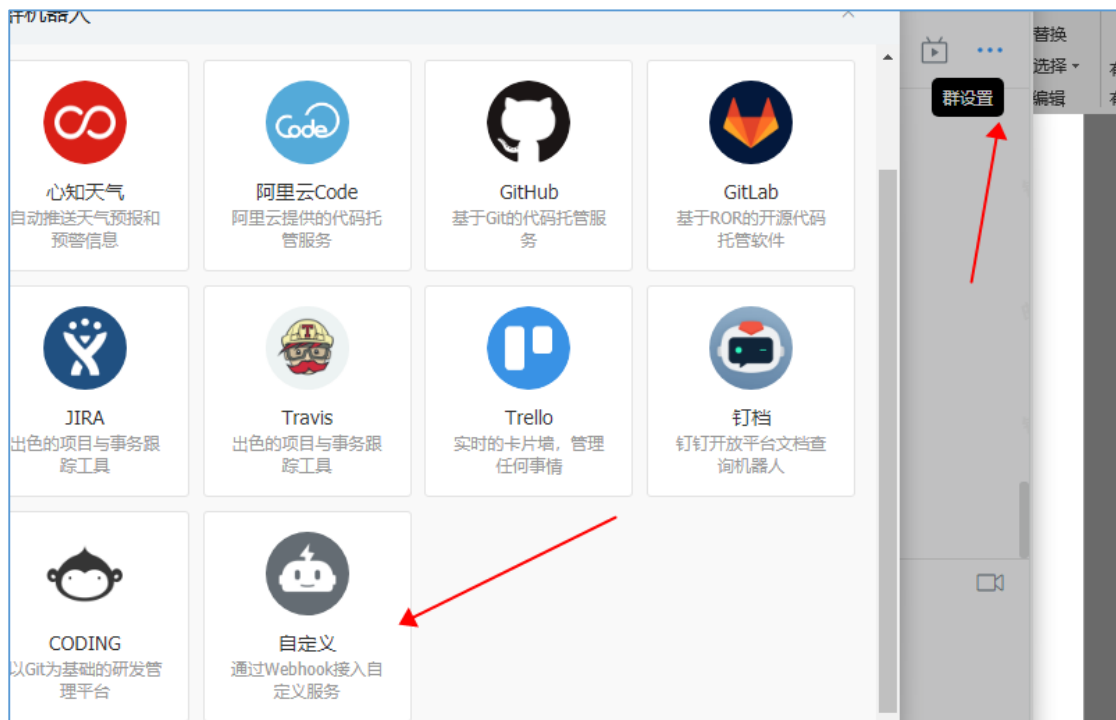 群机器人
替换
选择
群设置
编辑
Code
心知天气
自动推送天气预报和
预警信息
阿里云Code
阿里云提供的代码托
管服务
GitHub
基于Git的代码托管服
务
GitLab
基于ROR的开源代码
托管软件
T
JIRA
出色的项目与事务跟
踪工具
Travis
出色的项目与事务跟
踪工具
Trello
实时的卡片墙，管理
任何事情
钉档
钉钉开放平台文档查
询机器人
CODING
以Git为基础的研发管
理平台
自定义
通过Webhook接入自
定义服务